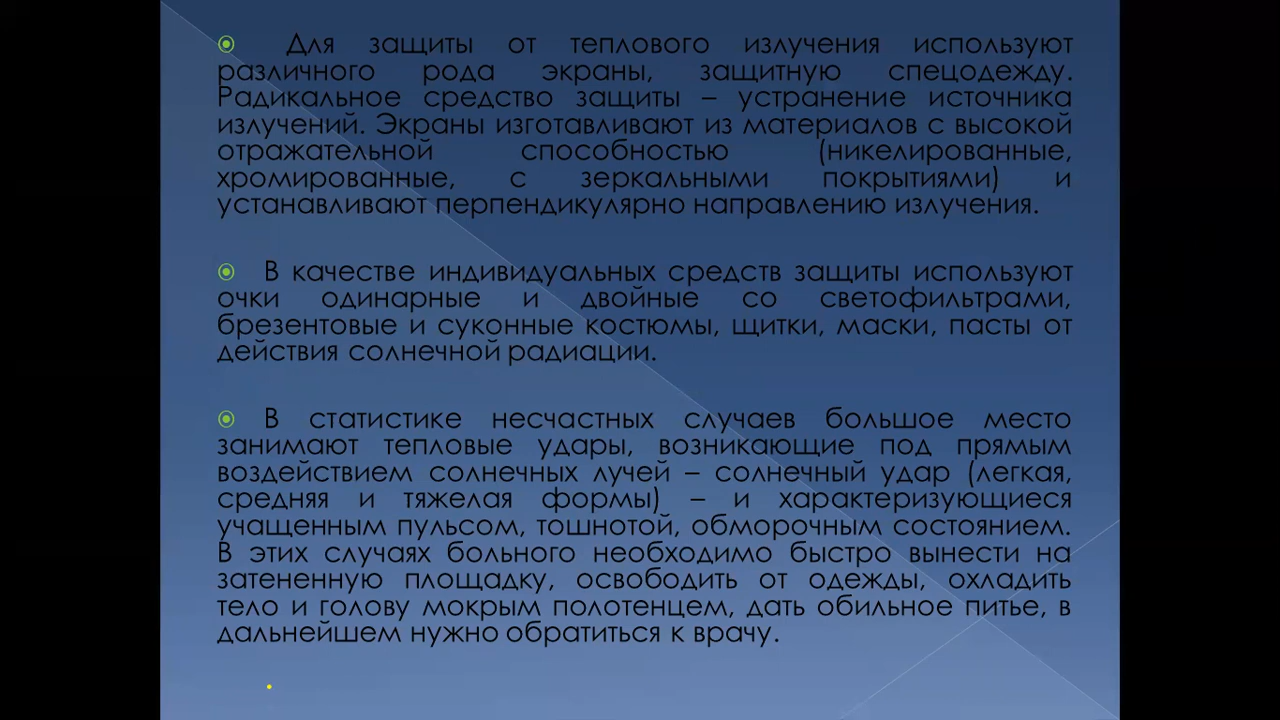 Для защиты от теплового излучения используют
различного рода экраны, защитную спецодежду.
Радикальное средство защиты – устранение источника
излучений. Экраны изготавливают из материалов с высокой
отражательной способностью (никелированные,
хромированные, с зеркальными покрытиями) и
устанавливают перпендикулярно направлению излучения.
В качестве индивидуальных средств защиты используют
очки одинарные и двойные со светофильтрами,
брезентовые и суконные костюмы, щитки, маски, пасты от
действия солнечной радиации.
В статистике несчастных случаев большое место
занимают тепловые удары, возникающие под прямым
воздействием солнечных лучей – солнечный удар (легкая,
средняя и тяжелая формы) – и характеризующиеся
учащенным пульсом, тошнотой, обморочным состоянием.
В этих случаях больного необходимо быстро вынести на
затененную площадку, освободить от одежды, охладить
тело и голову мокрым полотенцем, дать обильное питье, в
дальнейшем нужно обратиться к врачу.